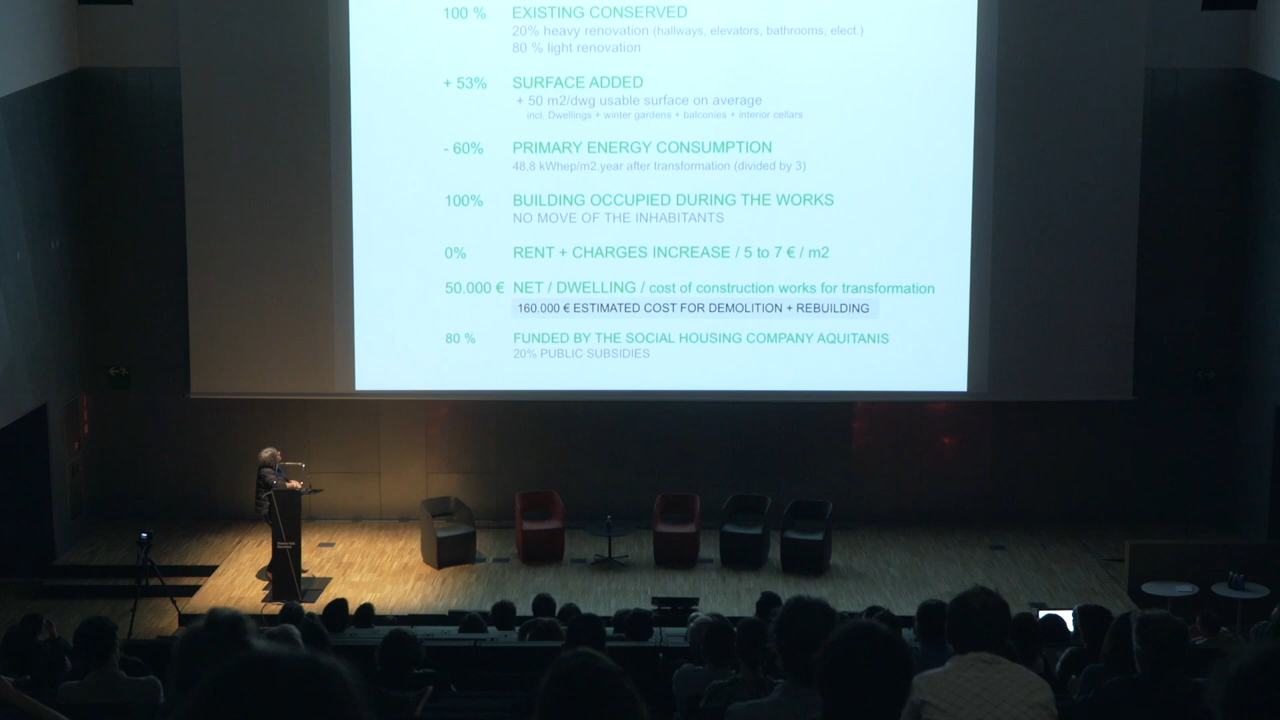 100 % EXISTING CONSERVED
20% heavy renovation (hallways, elevators, bathrooms, elect.)
80 % light renovation
+ 53% SURFACE ADDED
+ 50 m2/dwg usable surface on average
incl. Dwellings + winter gardens + balconies + interior cellars
- 60% PRIMARY ENERGY CONSUMPTION
48,8 kWhep/m2.year after transformation (divided by 3)
100% BUILDING OCCUPIED DURING THE WORKS
NO MOVE OF THE INHABITANTS
0% RENT + CHARGES INCREASE / 5 to 7 € / m2
50.000 € NET / DWELLING / cost of construction works for transformation
160.000 € ESTIMATED COST FOR DEMOLITION + REBUILDING
80 % FUNDED BY THE SOCIAL HOUSING COMPANY AQUITANIS
20% PUBLIC SUBSIDIES